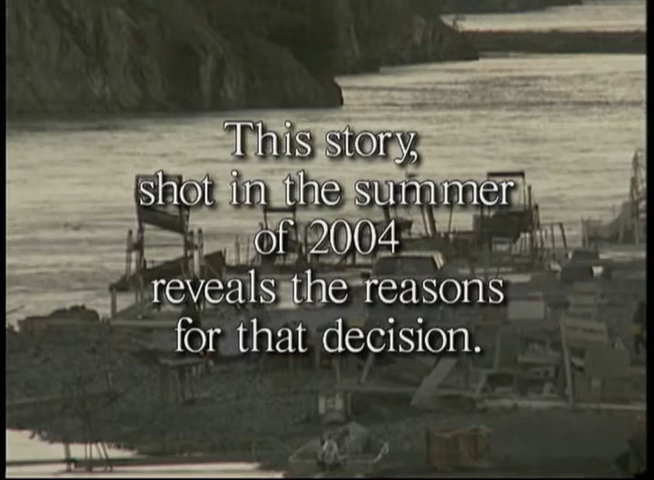 This story,
shot in the summer
of 2004
reveals the reasons
for that decision.